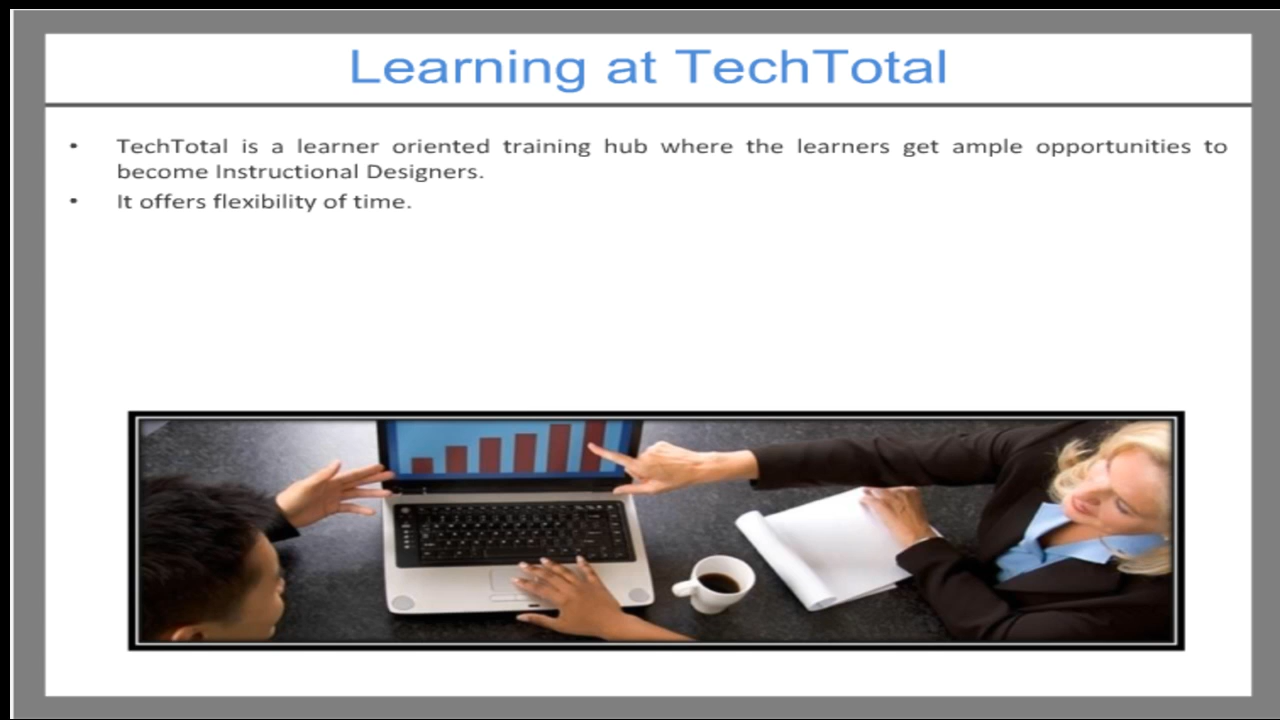 Learning at TechTotal
• TechTotal is a learner oriented training hub where the learners get ample opportunities to
become Instructional Designers.
• It offers flexibility of time.